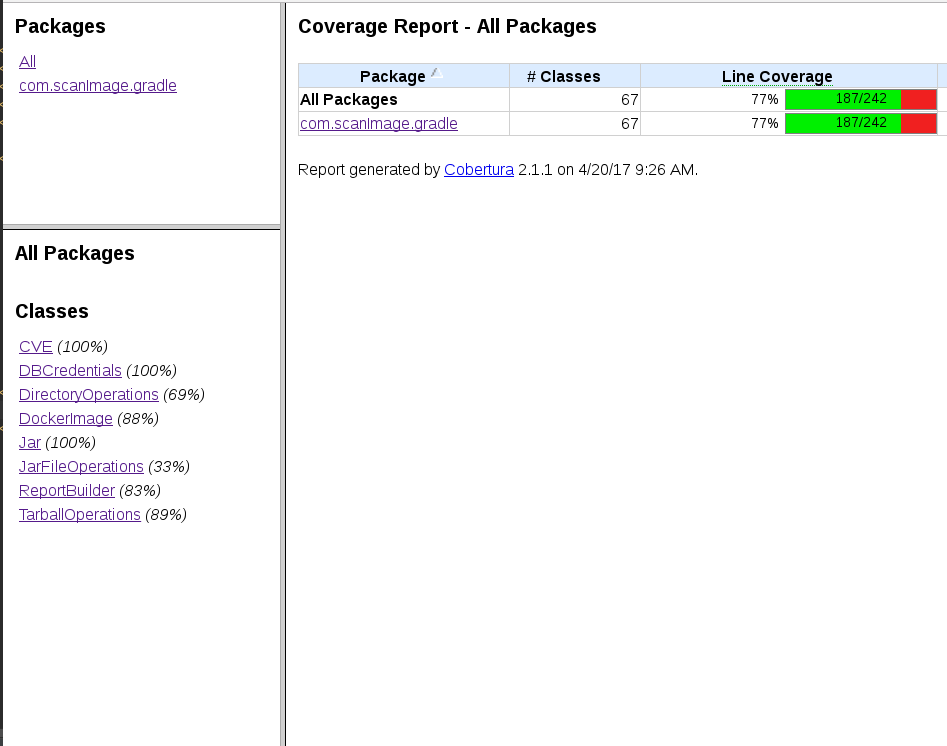 Packages
All
com.scanImage.gradle
All Packages
Classes
CVE (100%)
DBCredentials (100%)
DirectoryOperations (69%)
DockerImage (88%)
Jar (100%)
JarFileOperations (33%)
ReportBuilder (83%)
TarballOperations (89%)
Coverage Report - All Packages
Package # Classes Line Coverage
All Packages 67 77% 187/242
com.scanImage.gradle 67 77% 187/242
Report generated by Cobertura 2.1.1 on 4/20/17 9:26 AM.